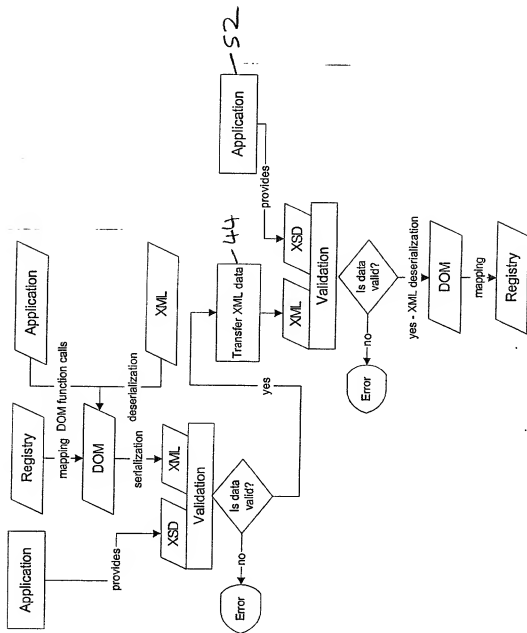 Application
provides
Registry
mapping
DOM function calls
Application
DOM
deserialization
XML
serialization
XSD
XML
Validation
Is data
valid?
no
Error
yes
Transfer XML data
44
Application
52
provides
XML
XSD
Validation
Is data
valid?
no
Error
yes - XML deserialization
DOM
mapping
Registry